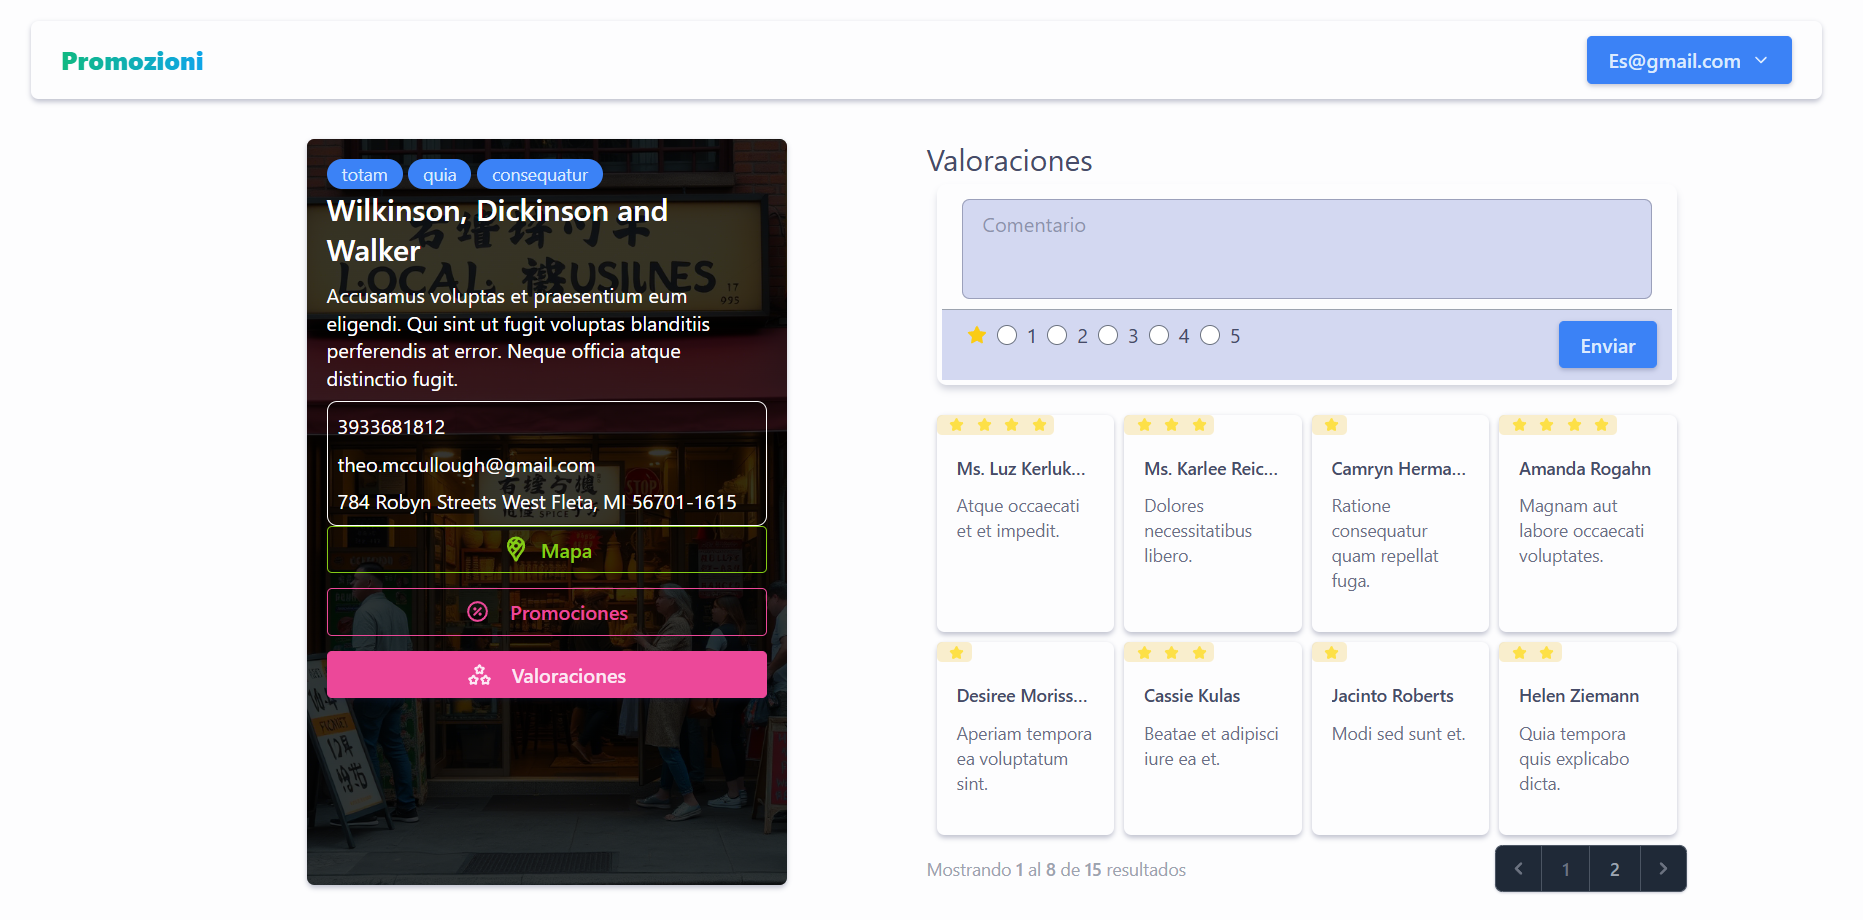 Promozioni
Es@gmail.com
totam
quia
consequatur
Wilkinson, Dickinson and
Walker
LOCAL
17
095
Accusamus voluptas et praesentium eum
eligendi. Qui sint ut fugit voluptas blanditiis
perferendis at error. Neque officia atque
distinctio fugit.
3933681812
theo.mccullough@gmail.com
784 Robyn Streets West Fleta, MI 56701-1615
Mapa
Promociones
Valoraciones
Valoraciones
Comentario
1 2 3 4 5
Enviar
Ms. Luz Kerluk...
Atque occaecati
et et impedit.
Ms. Karlee Reic...
Dolores
necessitatibus
libero.
Camryn Herma...
Ratione
consequatur
quam repellat
fuga.
Amanda Rogahn
Magnam aut
labore occaecati
voluptates.
Desiree Moriss...
Aperiam tempora
ea voluptatum
sint.
Cassie Kulas
Beatae et adipisci
iure ea et.
Jacinto Roberts
Modi sed sunt et.
Helen Ziemann
Quia tempora
quis explicabo
dicta.
Mostrando 1 al 8 de 15 resultados
1 2